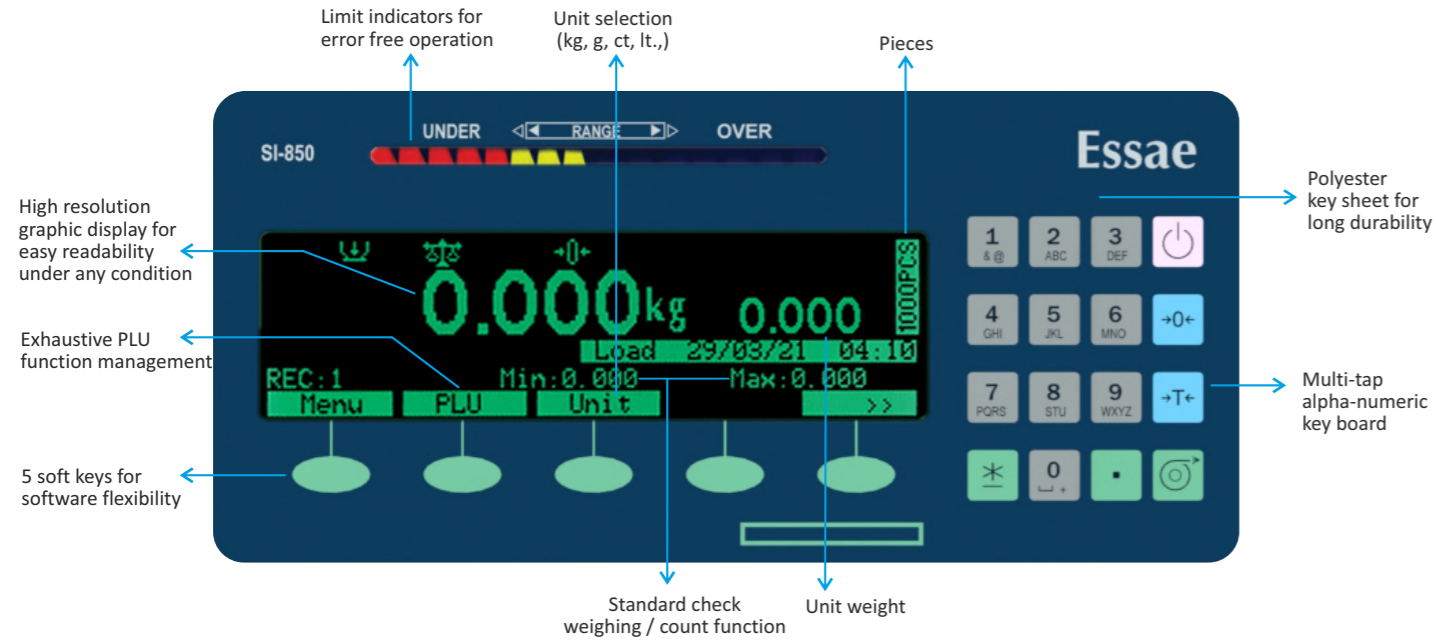 Limit indicators for
error free operation
Unit selection
(kg, g, ct, lt.,)
Pieces
UNDER RANGE OVER
SI-850
Essae
High resolution
graphic display for
easy readability
under any condition
Exhaustive PLU
function management
5 soft keys for
software flexibility
→0←
0.000kg 0.000
1000PCS
Load 29/03/21 04:10
REC:1 Min:0.000 Max:0.000
Menu PLU Unit >>
1 2 3
& @ ABC DEF
4 5 6 →0←
GHI JKL MNO
7 8 9 →T←
PQRS STU WXYZ
* 0 .
+
Polyester
key sheet for
long durability
Multi-tap
alpha-numeric
key board
Standard check
weighing / count function
Unit weight